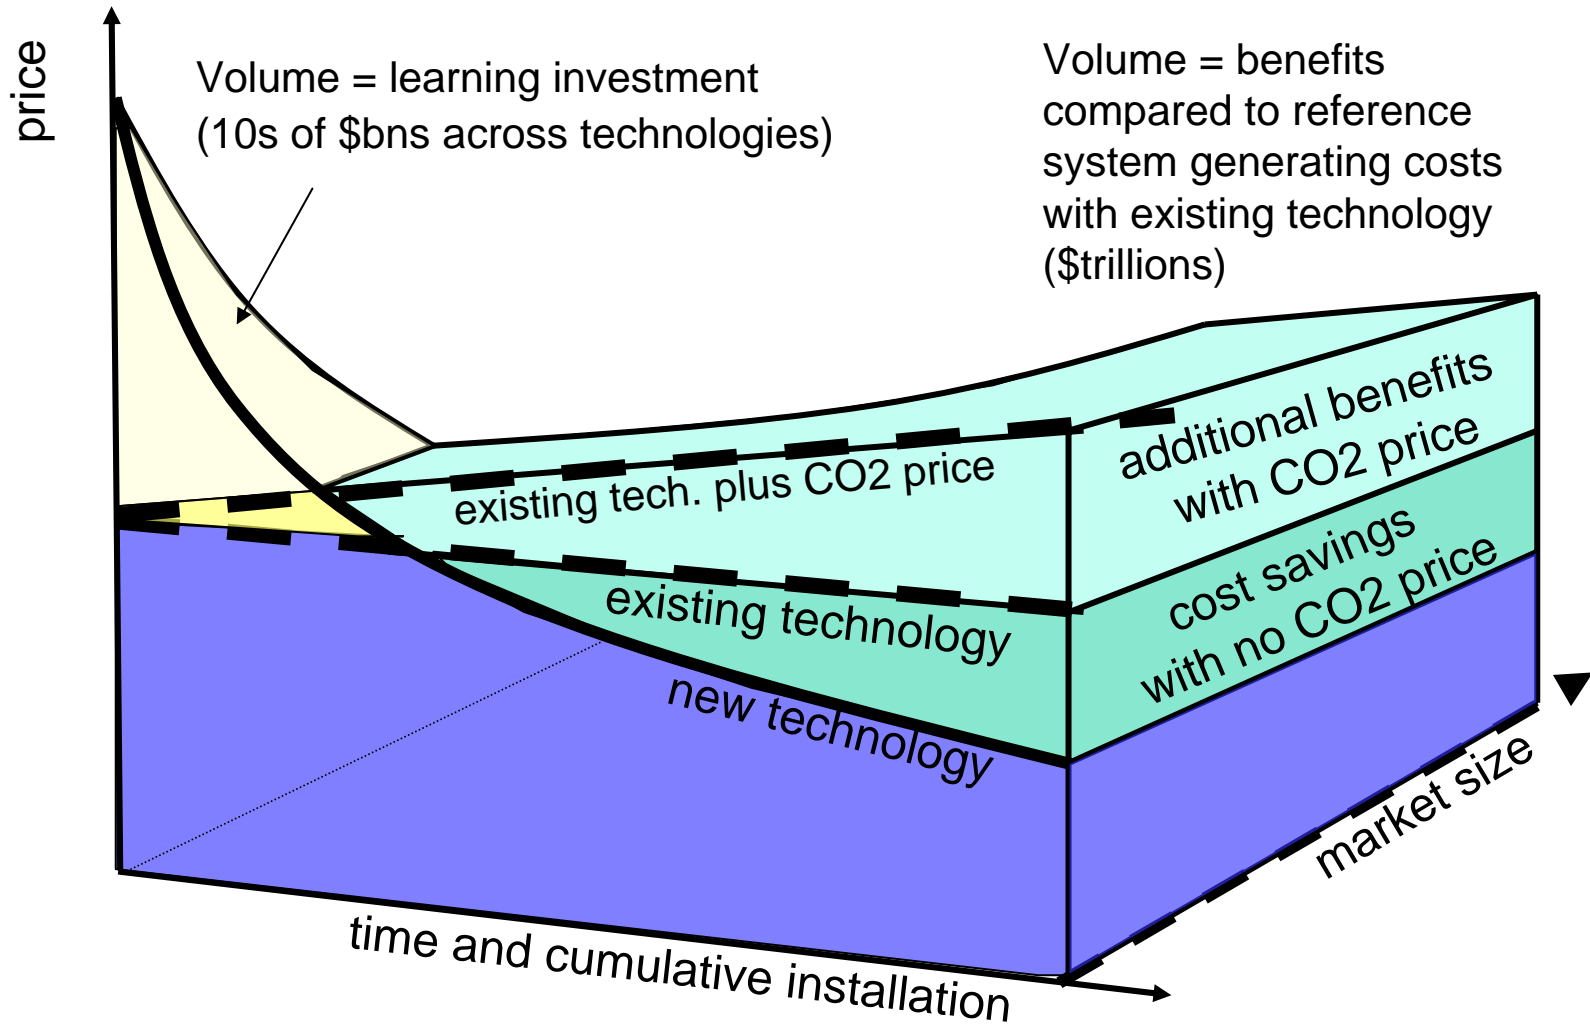 price
Volume = learning investment
(10s of $bns across technologies)
Volume = benefits
compared to reference
system generating costs
with existing technology
($trillions)
additional benefits
with CO2 price
existing tech. plus CO2 price
cost savings
with no CO2 price
existing technology
new technology
market size
time and cumulative installation